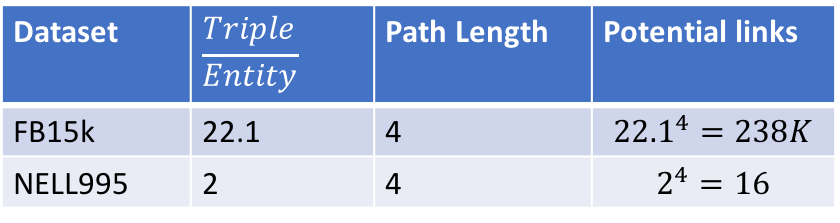 Dataset Triple/Entity Path Length Potential links
FB15k 22.1 4 22.1⁴ = 238K
NELL995 2 4 2⁴ = 16